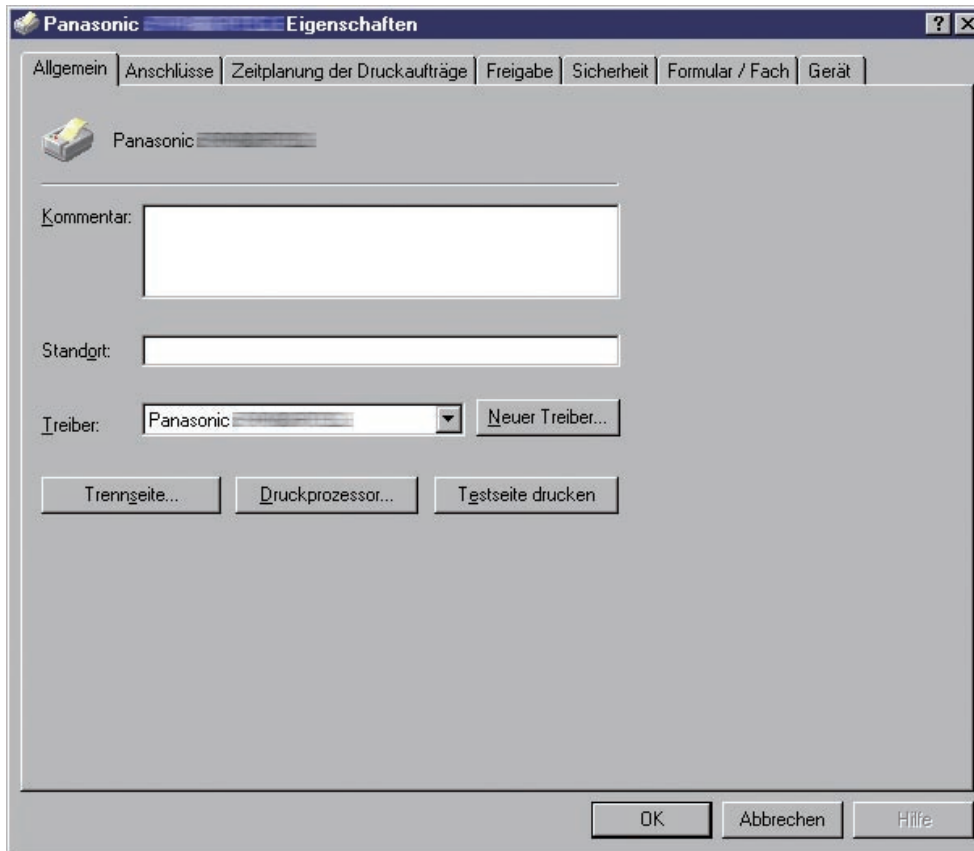 Panasonic Eigenschaften
Allgemein Anschlüsse Zeitplanung der Druckaufträge Freigabe Sicherheit Formular / Fach Gerät
Panasonic
Kommentar:
Standort:
Treiber: Panasonic Neuer Treiber...
Trennseite... Druckprozessor... Testseite drucken
OK Abbrechen Hilfe